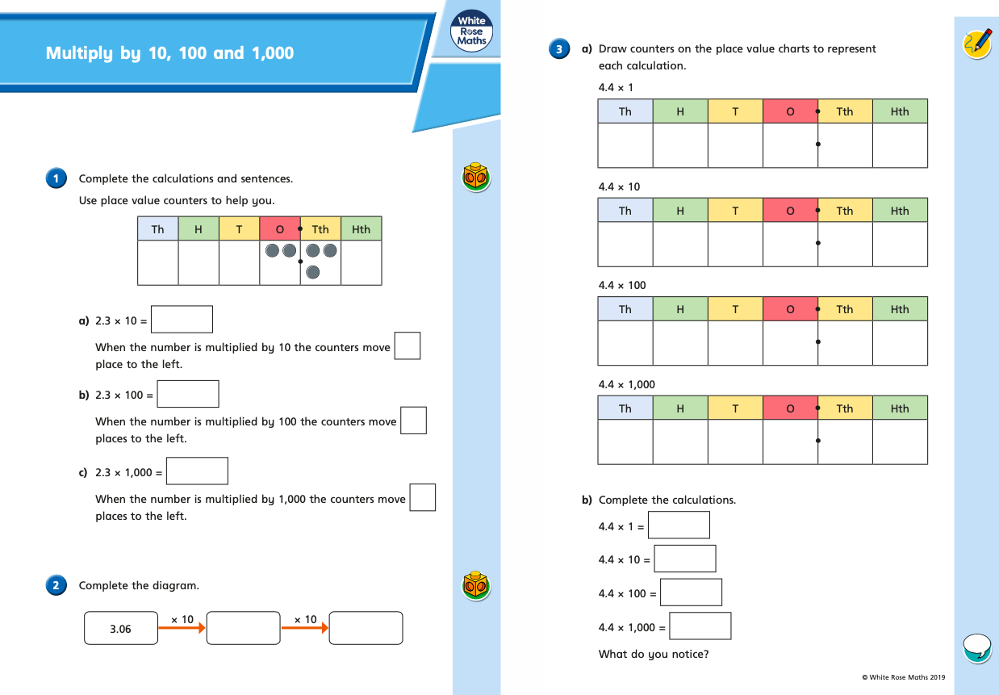 Multiply by 10, 100 and 1,000
White
Rose
Maths
1 Complete the calculations and sentences.
Use place value counters to help you.
Th H T O Tth Hth
a) 2.3 × 10 =
When the number is multiplied by 10 the counters move
place to the left.
b) 2.3 × 100 =
When the number is multiplied by 100 the counters move
places to the left.
c) 2.3 × 1,000 =
When the number is multiplied by 1,000 the counters move
places to the left.
2 Complete the diagram.
× 10 × 10
3.06
3 a) Draw counters on the place value charts to represent
each calculation.
4.4 × 1
Th H T O Tth Hth
4.4 × 10
Th H T O Tth Hth
4.4 × 100
Th H T O Tth Hth
4.4 × 1,000
Th H T O Tth Hth
b) Complete the calculations.
4.4 × 1 =
4.4 × 10 =
4.4 × 100 =
4.4 × 1,000 =
What do you notice?
© White Rose Maths 2019